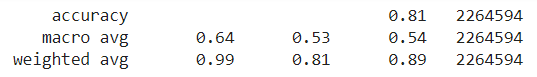 accuracy 0.81 2264594
macro avg 0.64 0.53 0.54 2264594
weighted avg 0.99 0.81 0.89 2264594